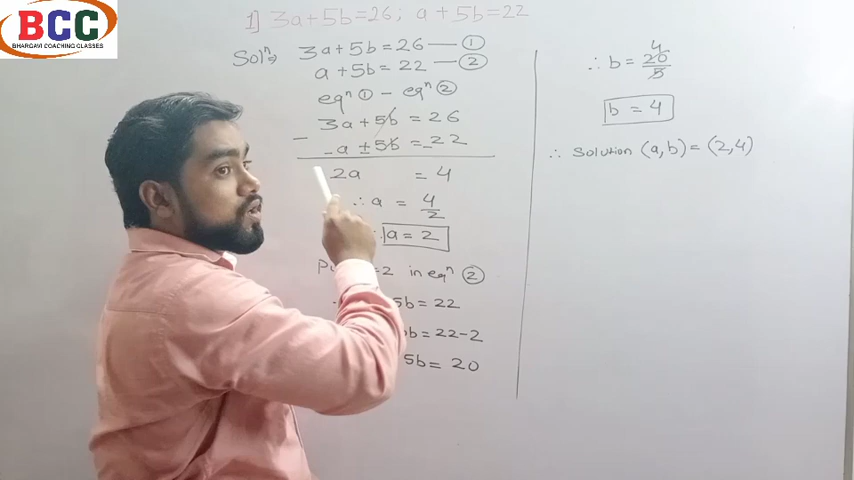 BCC
BHARGAVI COACHING CLASSES
1] 3a+5b=26; a+5b=22
Solⁿ⇒ 3a+5b=26 — ①
a+5b=22 — ②
eqⁿ ① - eqⁿ ②
3a+5b=26
- -a±5b=-22
2a = 4
∴ a = 4/2
a = 2
=2 in eqⁿ ②
5b=22
5b=22-2
5b=20
∴ b = 20/5 4
b = 4
∴ Solution (a,b) = (2,4)